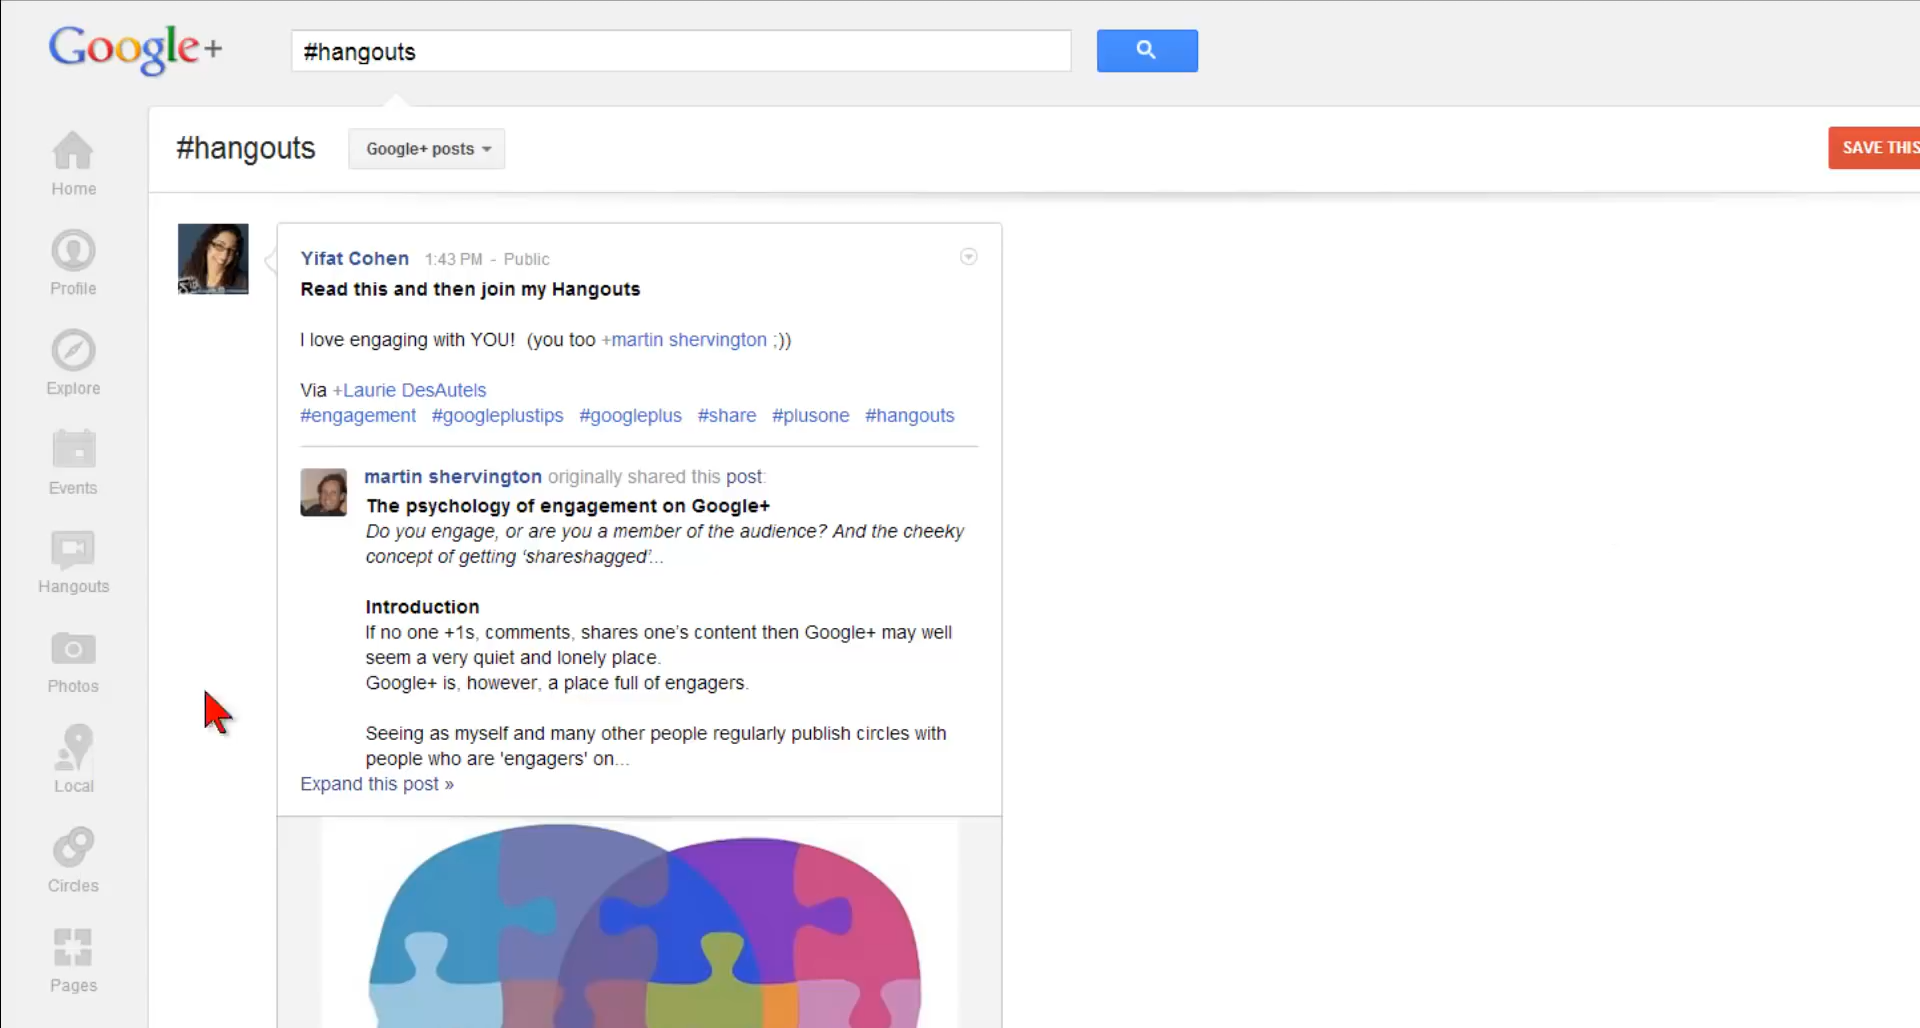 Google+
#hangouts
#hangouts
Google+ posts
SAVE THIS
Home
Profile
Explore
Events
Hangouts
Photos
Local
Circles
Pages
Yifat Cohen 1:43 PM - Public
Read this and then join my Hangouts
I love engaging with YOU! (you too +martin shervington ;))
Via +Laurie DesAutels
#engagement #googleplustips #googleplus #share #plusone #hangouts
martin shervington originally shared this post:
The psychology of engagement on Google+
Do you engage, or are you a member of the audience? And the cheeky
concept of getting ‘shareshagged’...
Introduction
If no one +1s, comments, shares one’s content then Google+ may well
seem a very quiet and lonely place.
Google+ is, however, a place full of engagers.
Seeing as myself and many other people regularly publish circles with
people who are 'engagers' on...
Expand this post »